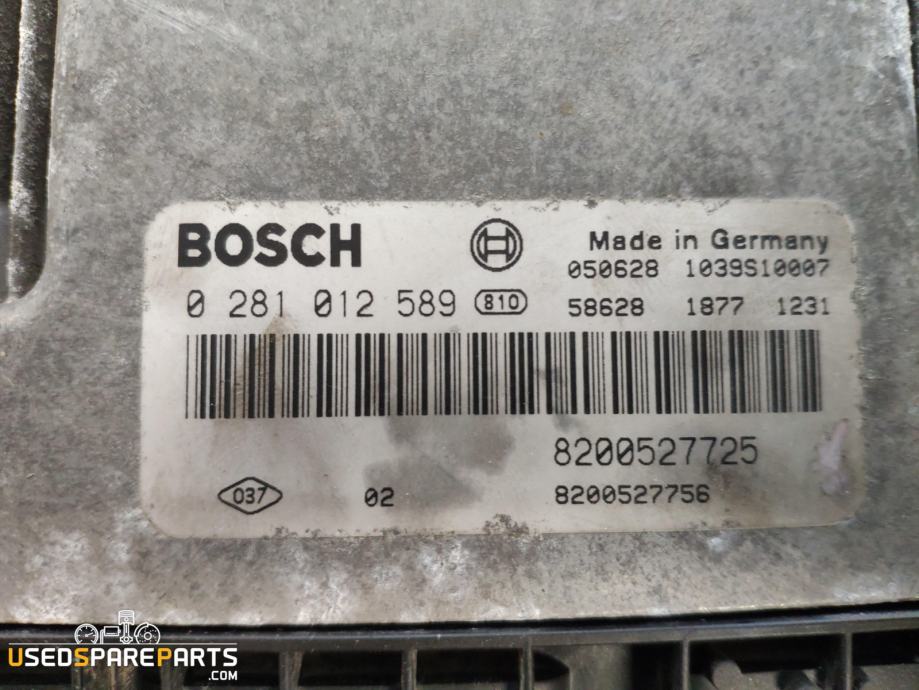 BOSCH
Made in Germany
050628 1039S10007
0 281 012 589 810
58628 1877 1231
8200527725
037 02 8200527756
USEDSPAREPARTS
.COM